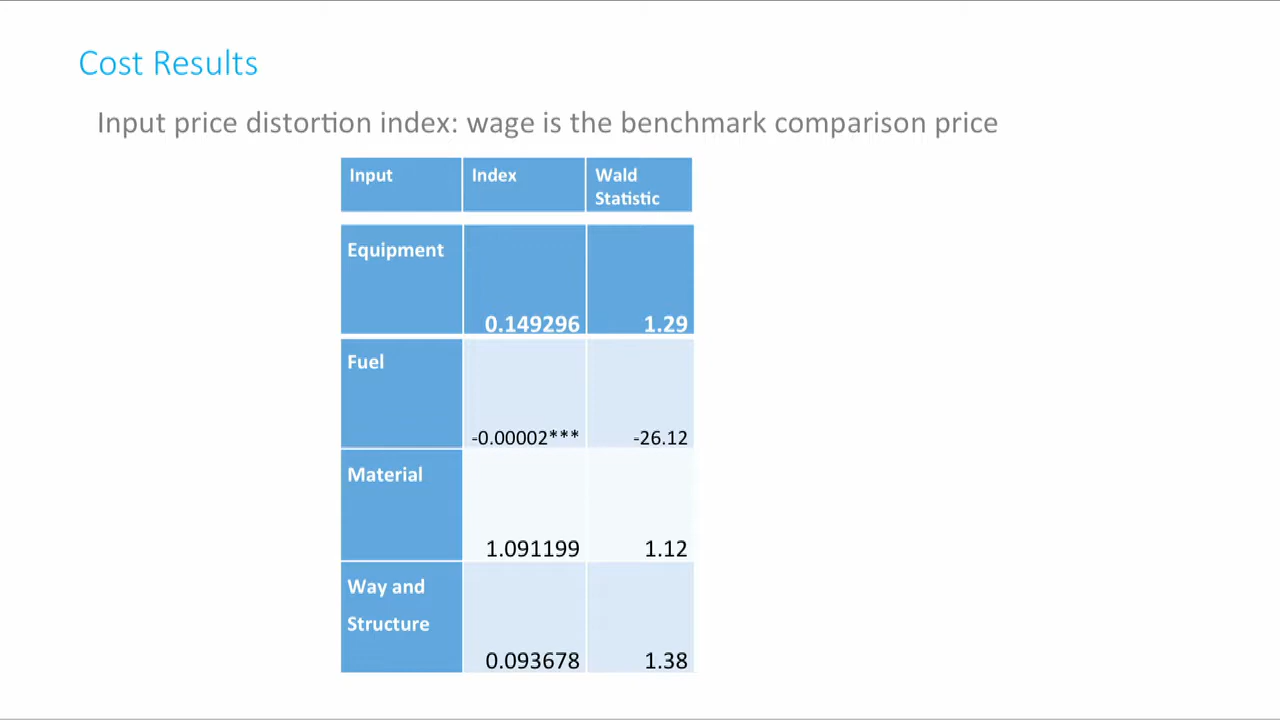 Cost Results
Input price distortion index: wage is the benchmark comparison price
Input Index Wald
Statistic
Equipment
0.149296 1.29
Fuel
-0.00002*** -26.12
Material
1.091199 1.12
Way and
Structure
0.093678 1.38